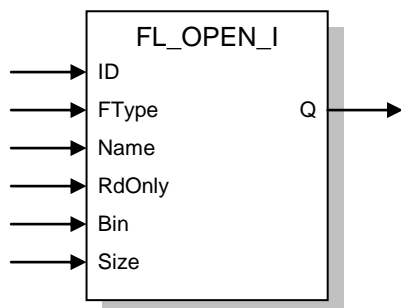 FL_OPEN_I
ID
FType Q
Name
RdOnly
Bin
Size